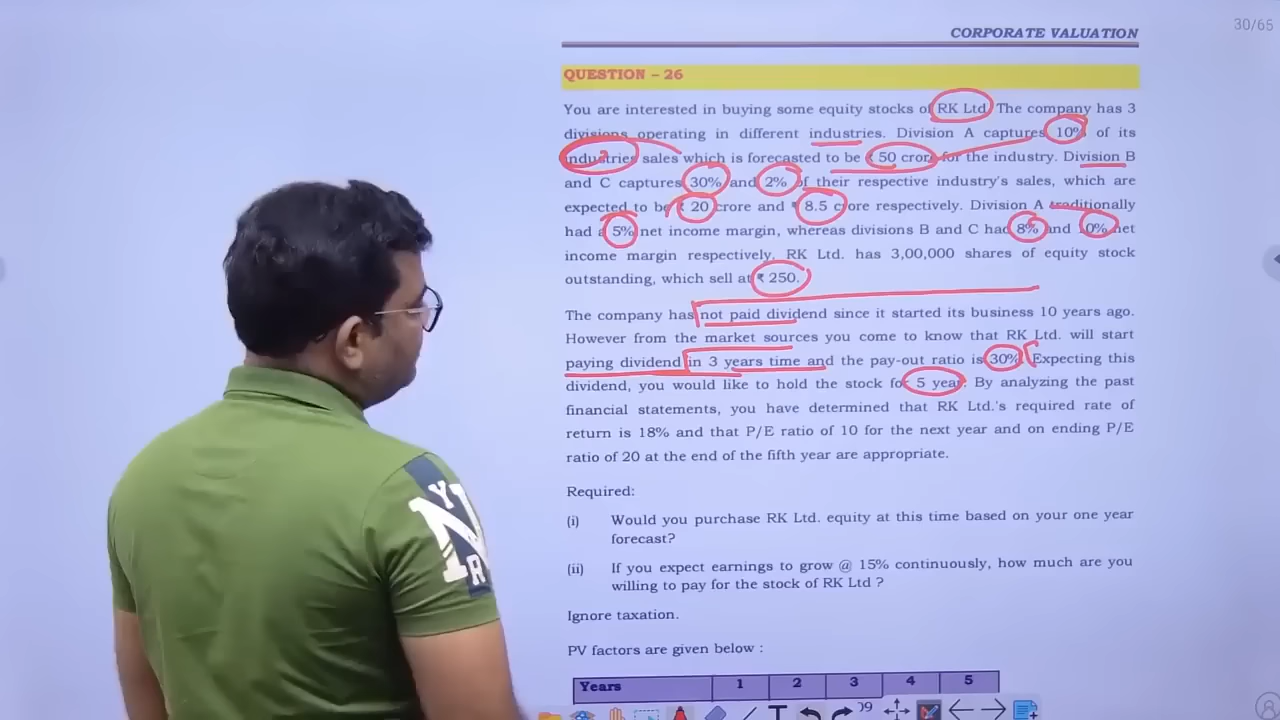 30/65
CORPORATE VALUATION
QUESTION – 26
You are interested in buying some equity stocks of RK Ltd. The company has 3
divisions operating in different industries. Division A captures 10% of its
industries sales which is forecasted to be ₹ 50 crore for the industry. Division B
and C captures 30% and 2% of their respective industry's sales, which are
expected to be ₹ 20 crore and ₹ 8.5 crore respectively. Division A traditionally
had a 5% net income margin, whereas divisions B and C had 8% and 10% net
income margin respectively. RK Ltd. has 3,00,000 shares of equity stock
outstanding, which sell at ₹ 250.
The company has not paid dividend since it started its business 10 years ago.
However from the market sources you come to know that RK Ltd. will start
paying dividend in 3 years time and the pay-out ratio is 30%. Expecting this
dividend, you would like to hold the stock for 5 year. By analyzing the past
financial statements, you have determined that RK Ltd.'s required rate of
return is 18% and that P/E ratio of 10 for the next year and on ending P/E
ratio of 20 at the end of the fifth year are appropriate.
Required:
(i) Would you purchase RK Ltd. equity at this time based on your one year
forecast?
(ii) If you expect earnings to grow @ 15% continuously, how much are you
willing to pay for the stock of RK Ltd ?
Ignore taxation.
PV factors are given below :
Years 1 2 3 4 5
Y
N
R